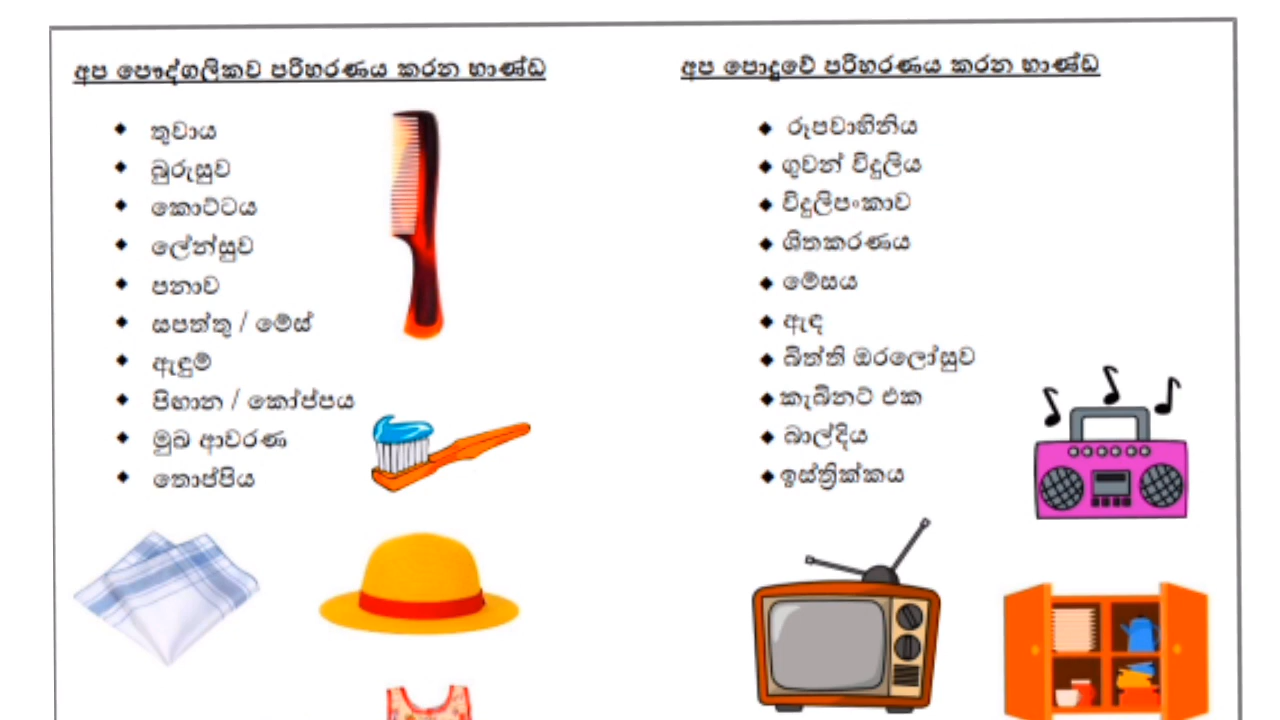 අප පෞද්ගලිකව පරිහරණය කරන භාණ්ඩ
◆ තුවාය
◆ බුරුසුව
◆ කොට්ටය
◆ ලේන්සුව
◆ පනාව
◆ සපත්තු / මේස්
◆ ඇඳුම්
◆ පිඟාන / කෝප්පය
◆ මුඛ ආවරණ
◆ තොප්පිය
අප පොදුවේ පරිහරණය කරන භාණ්ඩ
◆ රූපවාහිනිය
◆ ගුවන් විදුලිය
◆ විදුලිපංකාව
◆ ශීතකරණය
◆ මේසය
◆ ඇඳ
◆ බිත්ති ඔරලෝසුව
◆ කැබිනට් එක
◆ බාල්දිය
◆ ඉස්ත්‍රික්කය